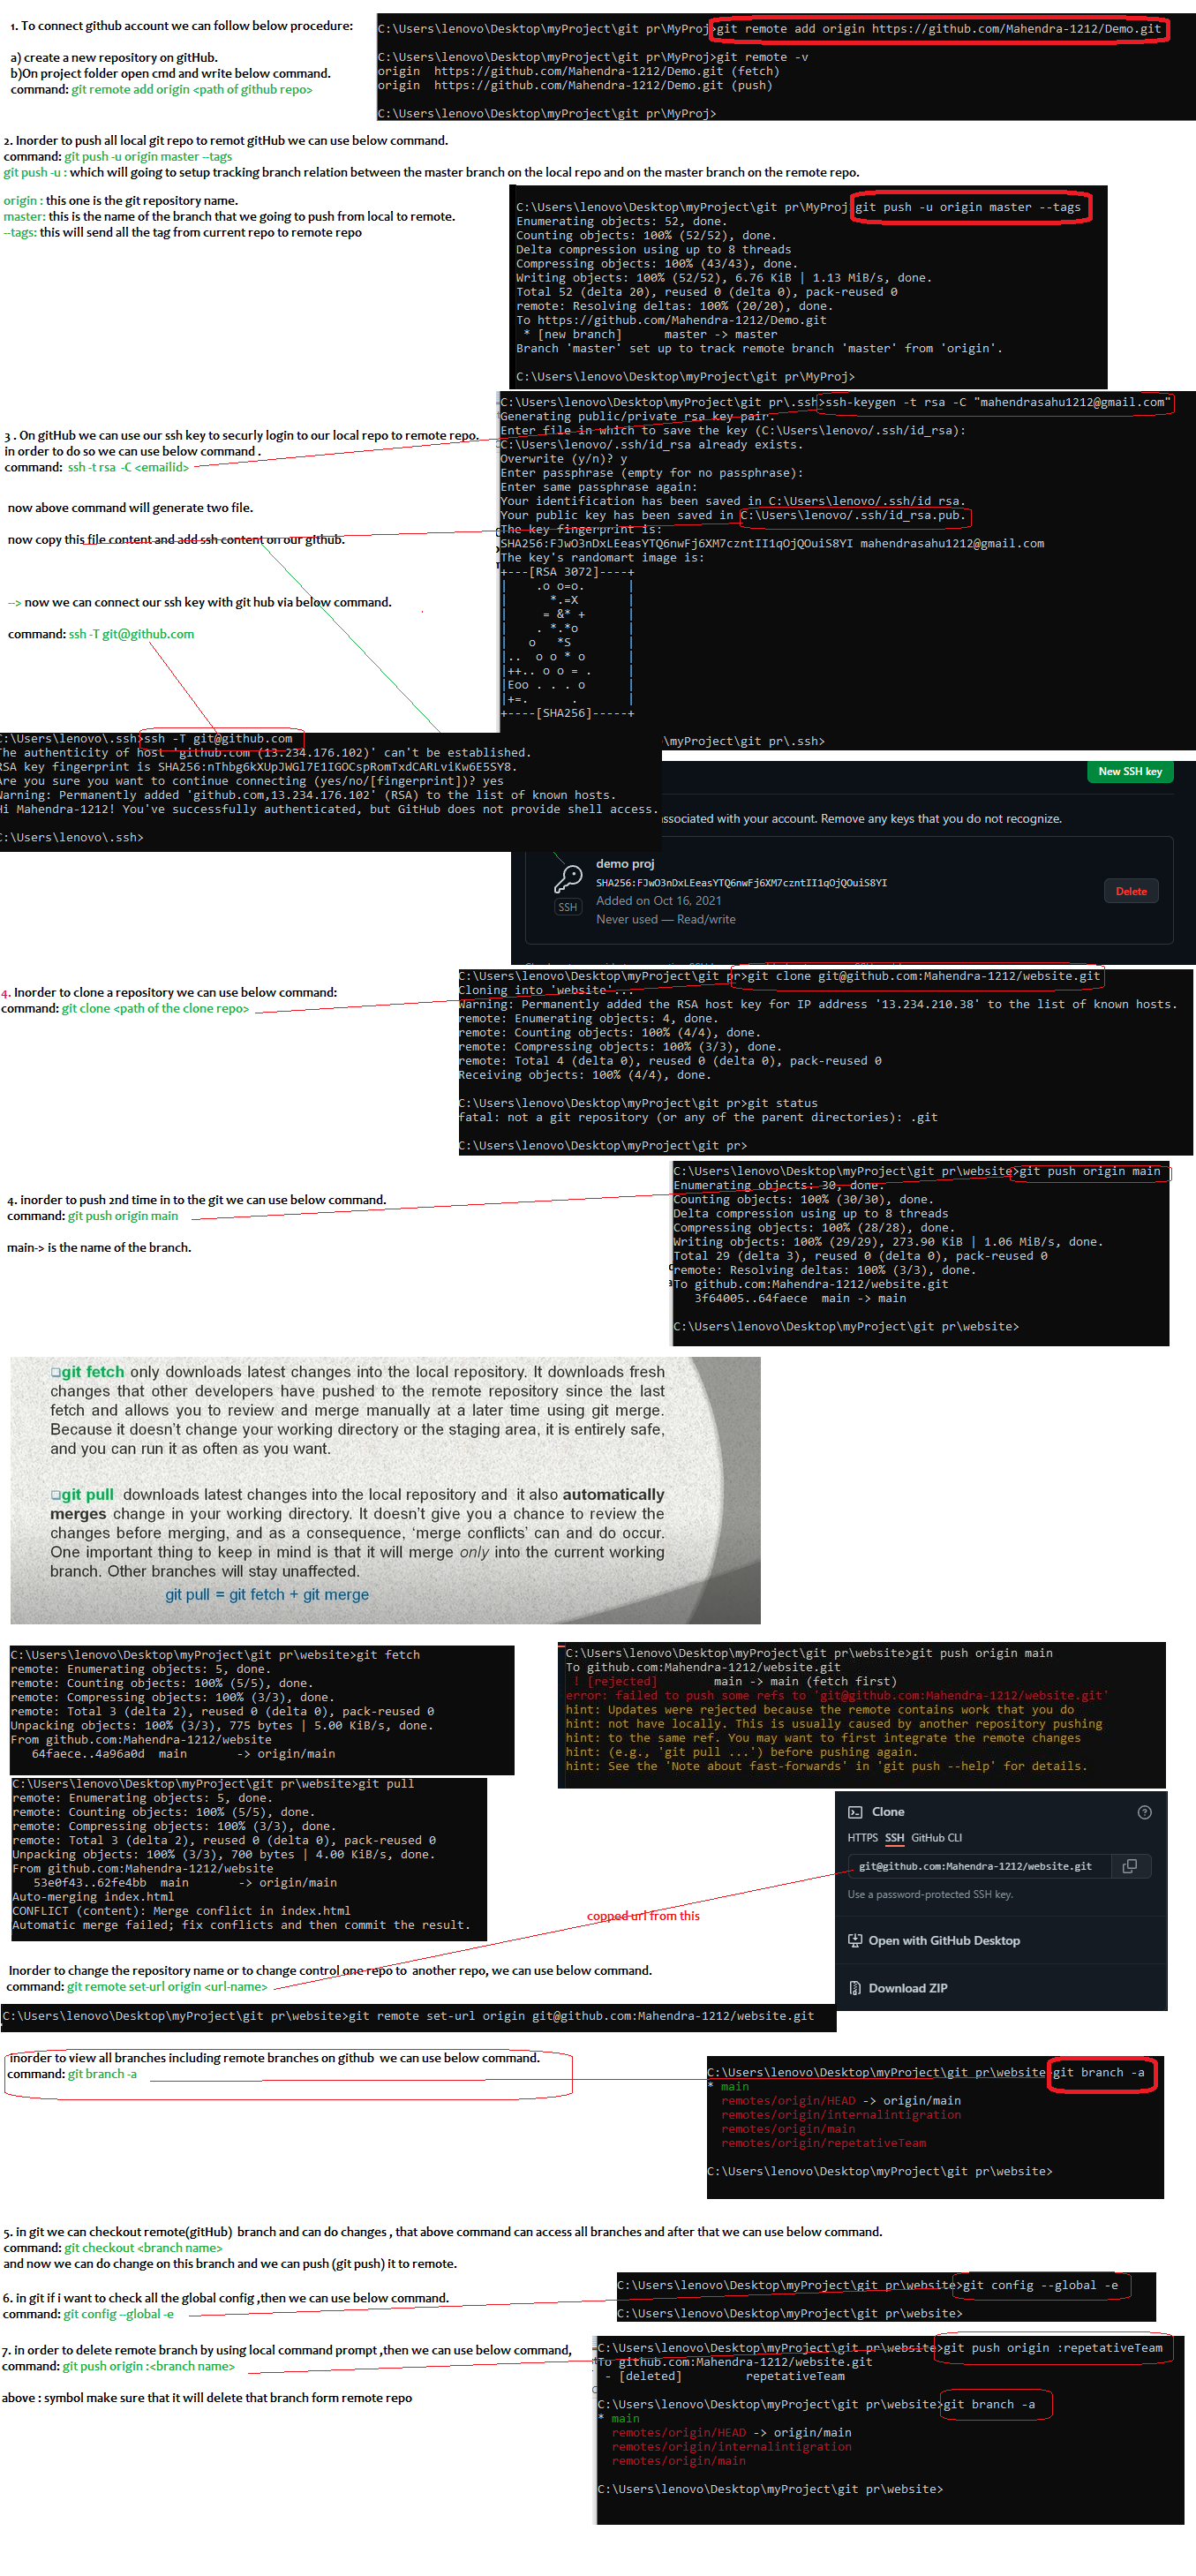 1. To connect github account we can follow below procedure:
a) create a new repository on gitHub.
b)On project folder open cmd and write below command.
command: git remote add origin <path of github repo>
C:\Users\lenovo\Desktop\myProject\git pr\MyProj>git remote add origin https://github.com/Mahendra-1212/Demo.git
C:\Users\lenovo\Desktop\myProject\git pr\MyProj>git remote -v
origin  https://github.com/Mahendra-1212/Demo.git (fetch)
origin  https://github.com/Mahendra-1212/Demo.git (push)
C:\Users\lenovo\Desktop\myProject\git pr\MyProj>
2. Inorder to push all local git repo to remot gitHub we can use below command.
command: git push -u origin master --tags
git push -u : which will going to setup tracking branch relation between the master branch on the local repo and on the master branch on the remote repo.
origin : this one is the git repository name.
master: this is the name of the branch that we going to push from local to remote.
--tags: this will send all the tag from current repo to remote repo
C:\Users\lenovo\Desktop\myProject\git pr\MyProj>git push -u origin master --tags
Enumerating objects: 52, done.
Counting objects: 100% (52/52), done.
Delta compression using up to 8 threads
Compressing objects: 100% (43/43), done.
Writing objects: 100% (52/52), 6.76 KiB | 1.13 MiB/s, done.
Total 52 (delta 20), reused 0 (delta 0), pack-reused 0
remote: Resolving deltas: 100% (20/20), done.
To https://github.com/Mahendra-1212/Demo.git
* [new branch]      master -> master
Branch 'master' set up to track remote branch 'master' from 'origin'.
C:\Users\lenovo\Desktop\myProject\git pr\MyProj>
3 . On gitHub we can use our ssh key to securly login to our local repo to remote repo.
in order to do so we can use below command .
command:  ssh -t rsa  -C <emailid>
now above command will generate two file.
now copy this file content and add ssh content on our github.
--> now we can connect our ssh key with git hub via below command.
command: ssh -T git@github.com
C:\Users\lenovo\Desktop\myProject\git pr\.ssh>ssh-keygen -t rsa -C "mahendrasahu1212@gmail.com"
Generating public/private rsa key pair.
Enter file in which to save the key (C:\Users\lenovo/.ssh/id_rsa):
C:\Users\lenovo/.ssh/id_rsa already exists.
Overwrite (y/n)? y
Enter passphrase (empty for no passphrase):
Enter same passphrase again:
Your identification has been saved in C:\Users\lenovo/.ssh/id_rsa.
Your public key has been saved in C:\Users\lenovo/.ssh/id_rsa.pub.
The key fingerprint is:
SHA256:FJwO3nDxLEeasYTQ6nwFj6XM7czntII1qOjQOuiS8YI mahendrasahu1212@gmail.com
The key's randomart image is:
+---[RSA 3072]----+
|    .o o=o.      |
|      *.=X       |
|     = &* +      |
|    . *.*o       |
|   o   *S        |
|..  o o * o      |
|++.. o o = .     |
|Eoo . . . o      |
|+=.      .       |
+----[SHA256]-----+
\myProject\git pr\.ssh>
C:\Users\lenovo\.ssh>ssh -T git@github.com
The authenticity of host 'github.com (13.234.176.102)' can't be established.
RSA key fingerprint is SHA256:nThbg6kXUpJWGl7E1IGOCspRomTxdCARLviKw6E5SY8.
Are you sure you want to continue connecting (yes/no/[fingerprint])? yes
Warning: Permanently added 'github.com,13.234.176.102' (RSA) to the list of known hosts.
Hi Mahendra-1212! You've successfully authenticated, but GitHub does not provide shell access.
C:\Users\lenovo\.ssh>
New SSH key
associated with your account. Remove any keys that you do not recognize.
demo proj
SHA256:FJwO3nDxLEeasYTQ6nwFj6XM7czntII1qOjQOuiS8YI
Added on Oct 16, 2021
Never used — Read/write
SSH
Delete
4. Inorder to clone a repository we can use below command:
command: git clone <path of the clone repo>
C:\Users\lenovo\Desktop\myProject\git pr>git clone git@github.com:Mahendra-1212/website.git
Cloning into 'website'...
Warning: Permanently added the RSA host key for IP address '13.234.210.38' to the list of known hosts.
remote: Enumerating objects: 4, done.
remote: Counting objects: 100% (4/4), done.
remote: Compressing objects: 100% (3/3), done.
remote: Total 4 (delta 0), reused 0 (delta 0), pack-reused 0
Receiving objects: 100% (4/4), done.
C:\Users\lenovo\Desktop\myProject\git pr>git status
fatal: not a git repository (or any of the parent directories): .git
C:\Users\lenovo\Desktop\myProject\git pr>
4. inorder to push 2nd time in to the git we can use below command.
command: git push origin main
main-> is the name of the branch.
C:\Users\lenovo\Desktop\myProject\git pr\website>git push origin main
Enumerating objects: 30, done.
Counting objects: 100% (30/30), done.
Delta compression using up to 8 threads
Compressing objects: 100% (28/28), done.
Writing objects: 100% (29/29), 273.90 KiB | 1.06 MiB/s, done.
Total 29 (delta 3), reused 0 (delta 0), pack-reused 0
remote: Resolving deltas: 100% (3/3), done.
To github.com:Mahendra-1212/website.git
3f64005..64faece  main -> main
C:\Users\lenovo\Desktop\myProject\git pr\website>
❑git fetch only downloads latest changes into the local repository. It downloads fresh
changes that other developers have pushed to the remote repository since the last
fetch and allows you to review and merge manually at a later time using git merge.
Because it doesn't change your working directory or the staging area, it is entirely safe,
and you can run it as often as you want.
❑git pull  downloads latest changes into the local repository and  it also automatically
merges change in your working directory. It doesn't give you a chance to review the
changes before merging, and as a consequence, 'merge conflicts' can and do occur.
One important thing to keep in mind is that it will merge only into the current working
branch. Other branches will stay unaffected.
git pull = git fetch + git merge
C:\Users\lenovo\Desktop\myProject\git pr\website>git fetch
remote: Enumerating objects: 5, done.
remote: Counting objects: 100% (5/5), done.
remote: Compressing objects: 100% (3/3), done.
remote: Total 3 (delta 2), reused 0 (delta 0), pack-reused 0
Unpacking objects: 100% (3/3), 775 bytes | 5.00 KiB/s, done.
From github.com:Mahendra-1212/website
64faece..4a96a0d  main       -> origin/main
C:\Users\lenovo\Desktop\myProject\git pr\website>git push origin main
To github.com:Mahendra-1212/website.git
! [rejected]        main -> main (fetch first)
error: failed to push some refs to 'git@github.com:Mahendra-1212/website.git'
hint: Updates were rejected because the remote contains work that you do
hint: not have locally. This is usually caused by another repository pushing
hint: to the same ref. You may want to first integrate the remote changes
hint: (e.g., 'git pull ...') before pushing again.
hint: See the 'Note about fast-forwards' in 'git push --help' for details.
C:\Users\lenovo\Desktop\myProject\git pr\website>git pull
remote: Enumerating objects: 5, done.
remote: Counting objects: 100% (5/5), done.
remote: Compressing objects: 100% (3/3), done.
remote: Total 3 (delta 2), reused 0 (delta 0), pack-reused 0
Unpacking objects: 100% (3/3), 700 bytes | 4.00 KiB/s, done.
From github.com:Mahendra-1212/website
53e0f43..62fe4bb  main       -> origin/main
Auto-merging index.html
CONFLICT (content): Merge conflict in index.html
Automatic merge failed; fix conflicts and then commit the result.
Clone
HTTPS SSH GitHub CLI
git@github.com:Mahendra-1212/website.git
Use a password-protected SSH key.
Open with GitHub Desktop
Download ZIP
copped url from this
Inorder to change the repository name or to change control one repo to  another repo, we can use below command.
command: git remote set-url origin <url-name>
C:\Users\lenovo\Desktop\myProject\git pr\website>git remote set-url origin git@github.com:Mahendra-1212/website.git
inorder to view all branches including remote branches on github  we can use below command.
command: git branch -a
C:\Users\lenovo\Desktop\myProject\git pr\website>git branch -a
* main
remotes/origin/HEAD -> origin/main
remotes/origin/internalintigration
remotes/origin/main
remotes/origin/repetativeTeam
C:\Users\lenovo\Desktop\myProject\git pr\website>
5. in git we can checkout remote(gitHub)  branch and can do changes , that above command can access all branches and after that we can use below command.
command: git checkout <branch name>
and now we can do change on this branch and we can push (git push) it to remote.
6. in git if i want to check all the global config ,then we can use below command.
command: git config --global -e
C:\Users\lenovo\Desktop\myProject\git pr\website>git config --global -e
C:\Users\lenovo\Desktop\myProject\git pr\website>
7. in order to delete remote branch by using local command prompt ,then we can use below command,
command: git push origin :<branch name>
above : symbol make sure that it will delete that branch form remote repo
C:\Users\lenovo\Desktop\myProject\git pr\website>git push origin :repetativeTeam
To github.com:Mahendra-1212/website.git
- [deleted]         repetativeTeam
C:\Users\lenovo\Desktop\myProject\git pr\website>git branch -a
* main
remotes/origin/HEAD -> origin/main
remotes/origin/internalintigration
remotes/origin/main
C:\Users\lenovo\Desktop\myProject\git pr\website>